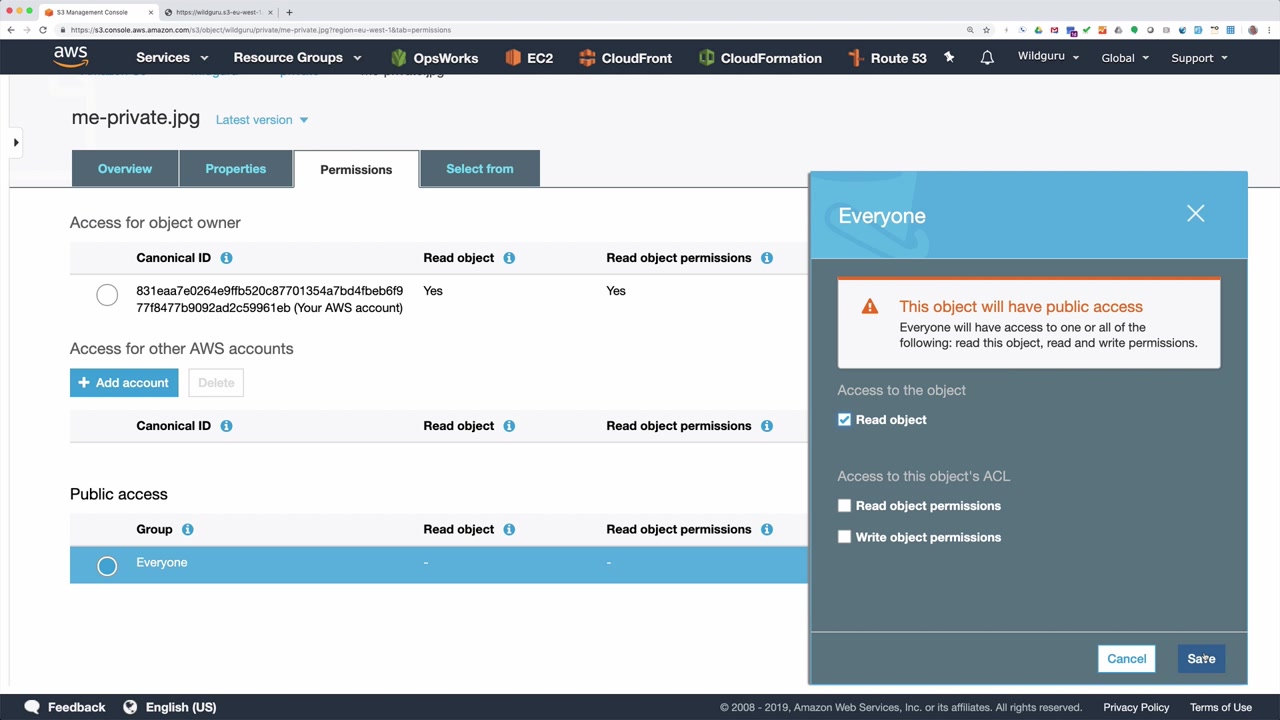 S3 Management Console
https://wildguru.s3-eu-west-1.
https://s3.console.aws.amazon.com/s3/object/wildguru/private/me-private.jpg?region=eu-west-1&tab=permissions
aws
Services
Resource Groups
OpsWorks
EC2
CloudFront
CloudFormation
Route 53
Wildguru
Global
Support
me-private.jpg
me-private.jpg
Latest version
Overview
Properties
Permissions
Select from
Access for object owner
Canonical ID
Read object
Read object permissions
831eaa7e0264e9ffb520c87701354a7bd4fbeb6f9
77f8477b9092ad2c59961eb (Your AWS account)
Yes
Yes
Access for other AWS accounts
+ Add account
Delete
Canonical ID
Read object
Read object permissions
Public access
Group
Read object
Read object permissions
Everyone
-
-
Everyone
This object will have public access
Everyone will have access to one or all of the
following: read this object, read and write permissions.
Access to the object
Read object
Access to this object's ACL
Read object permissions
Write object permissions
Cancel
Save
Feedback
English (US)
© 2008 - 2019, Amazon Web Services, Inc. or its affiliates. All rights reserved.
Privacy Policy
Terms of Use